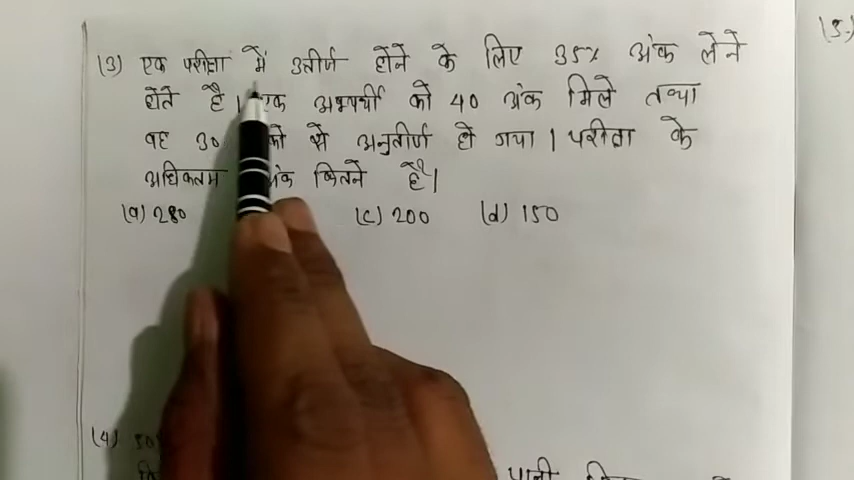 (3) एक परीक्षा में उत्तीर्ण होने के लिए 35% अंक लेने
होते है। एक अभ्यर्थी को 40 अंक मिले तथा
वह 30 से अनुत्तीर्ण हो गया। परीक्षा के
अधिकतम अंक कितने है?।
(a) 280 (c) 200 (d) 150
(4)
(5)
पानी